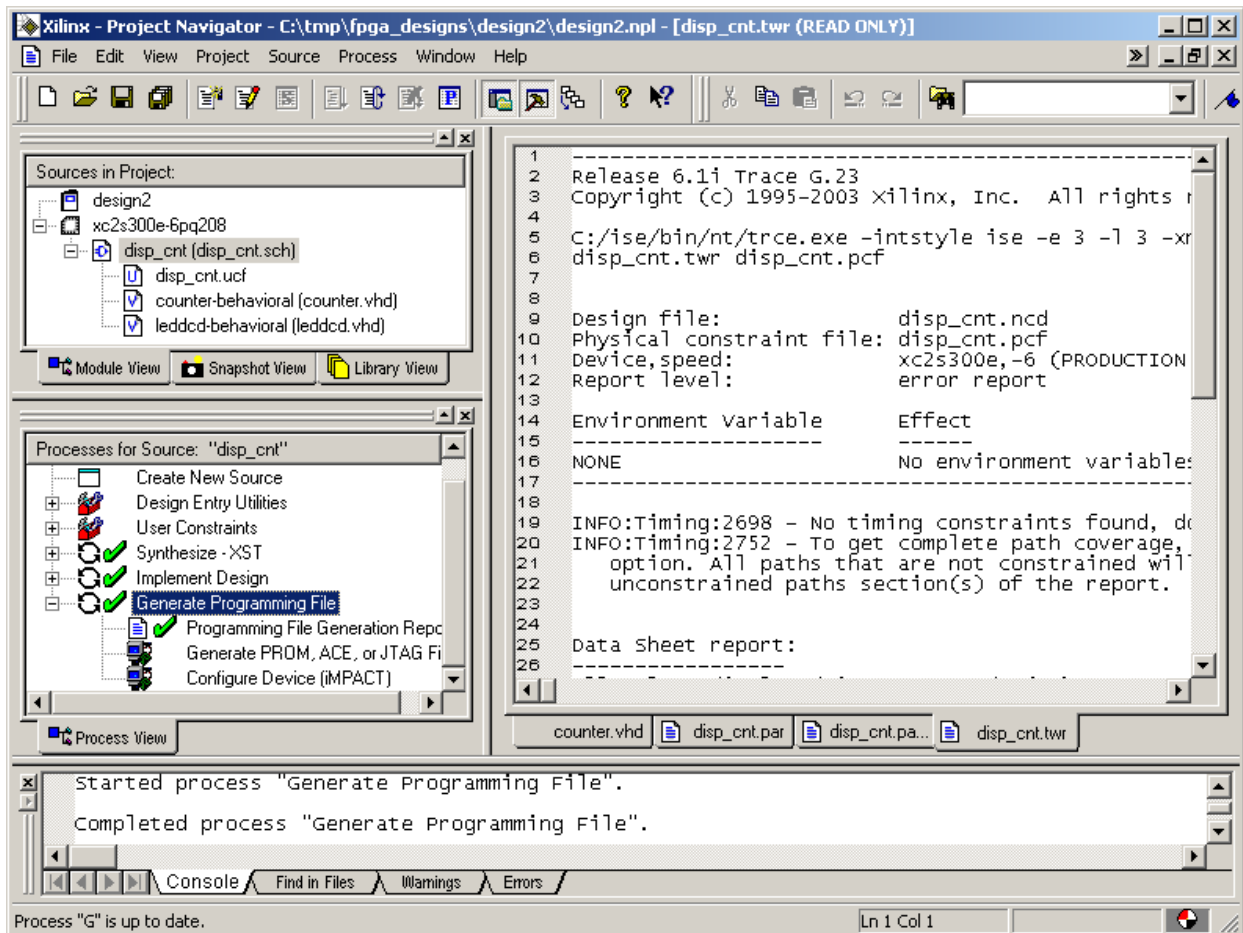 Xilinx - Project Navigator - C:\tmp\fpga_designs\design2\design2.npl - [disp_cnt.twr (READ ONLY)]
File Edit View Project Source Process Window Help
Sources in Project:
design2
xc2s300e-6pq208
disp_cnt (disp_cnt.sch)
disp_cnt.ucf
counter-behavioral (counter.vhd)
leddcd-behavioral (leddcd.vhd)
Module View Snapshot View Library View
Processes for Source: "disp_cnt"
Create New Source
Design Entry Utilities
User Constraints
Synthesize - XST
Implement Design
Generate Programming File
Programming File Generation Repo
Generate PROM, ACE, or JTAG Fi
Configure Device (iMPACT)
Process View
1 --------------------------------------------------
2 Release 6.1i Trace G.23
3 Copyright (c) 1995-2003 Xilinx, Inc. All rights r
4
5 C:/ise/bin/nt/trce.exe -intstyle ise -e 3 -l 3 -xm
6 disp_cnt.twr disp_cnt.pcf
7
8
9 Design file: disp_cnt.ncd
10 Physical constraint file: disp_cnt.pcf
11 Device,speed: xc2s300e,-6 (PRODUCTION
12 Report level: error report
13
14 Environment Variable Effect
15 -------------------- ------
16 NONE No environment variables
17 --------------------------------------------------
18
19 INFO:Timing:2698 - No timing constraints found, do
20 INFO:Timing:2752 - To get complete path coverage,
21 option. All paths that are not constrained wil
22 unconstrained paths section(s) of the report.
23
24
25 Data Sheet report:
26 -----------------
counter.vhd disp_cnt.par disp_cnt.pa... disp_cnt.twr
Started process "Generate Programming File".
Completed process "Generate Programming File".
Console Find in Files Warnings Errors
Process "G" is up to date. Ln 1 Col 1